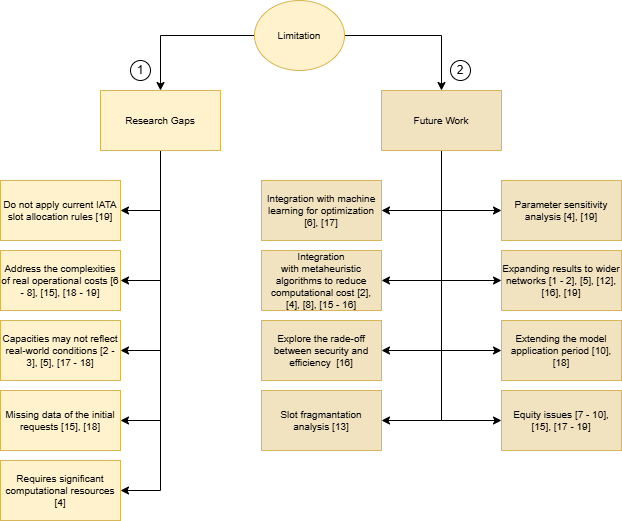 Limitation
1
2
Research Gaps
Future Work
Do not apply current IATA
slot allocation rules [19]
Address the complexities
of real operational costs [6
- 8], [15], [18 - 19]
Capacities may not reflect
real-world conditions [2 -
3], [5], [17 - 18]
Missing data of the initial
requests [15], [18]
Requires significant
computational resources
[4]
Integration with machine
learning for optimization
[6], [17]
Integration
with metaheuristic
algorithms to reduce
computational cost [2],
[4], [8], [15 - 16]
Explore the rade-off
between security and
efficiency [16]
Slot fragmantation
analysis [13]
Parameter sensitivity
analysis [4], [19]
Expanding results to wider
networks [1 - 2], [5], [12],
[16], [19]
Extending the model
application period [10],
[18]
Equity issues [7 - 10],
[15], [17 - 19]